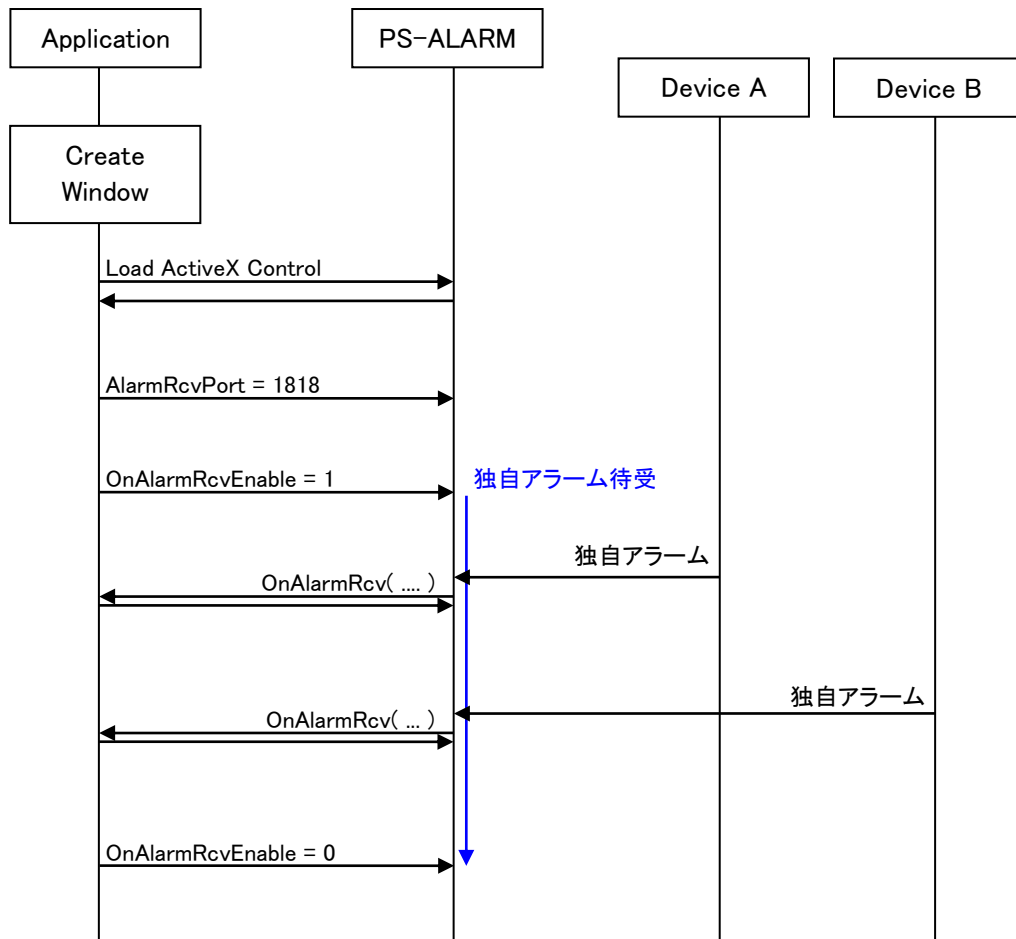 Application
PS-ALARM
Device A
Device B
Create
Window
Load ActiveX Control
AlarmRcvPort = 1818
OnAlarmRcvEnable = 1
独自アラーム待受
独自アラーム
OnAlarmRcv( .... )
独自アラーム
OnAlarmRcv( ... )
OnAlarmRcvEnable = 0